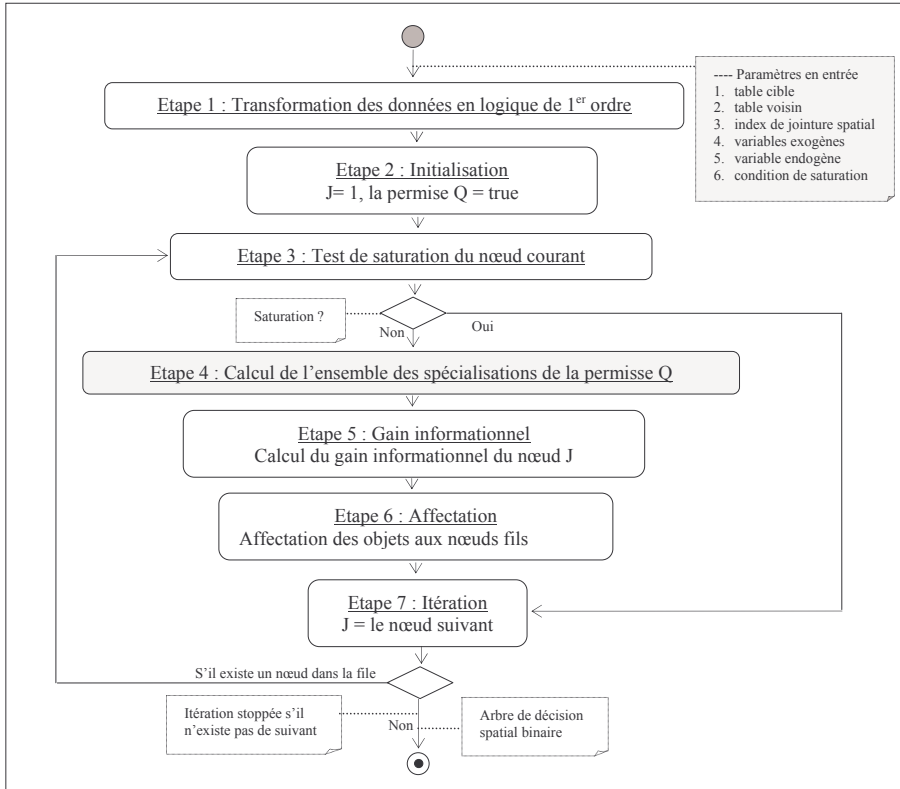 ---- Paramètres en entrée
1. table cible
2. table voisin
3. index de jointure spatial
4. variables exogènes
5. variable endogène
6. condition de saturation
Etape 1 : Transformation des données en logique de 1er ordre
Etape 2 : Initialisation
J= 1, la permise Q = true
Etape 3 : Test de saturation du nœud courant
Saturation ?
Non
Oui
Etape 4 : Calcul de l'ensemble des spécialisations de la permisse Q
Etape 5 : Gain informationnel
Calcul du gain informationnel du nœud J
Etape 6 : Affectation
Affectation des objets aux nœuds fils
Etape 7 : Itération
J = le nœud suivant
S'il existe un nœud dans la file
Itération stoppée s'il
n'existe pas de suivant
Non
Arbre de décision
spatial binaire